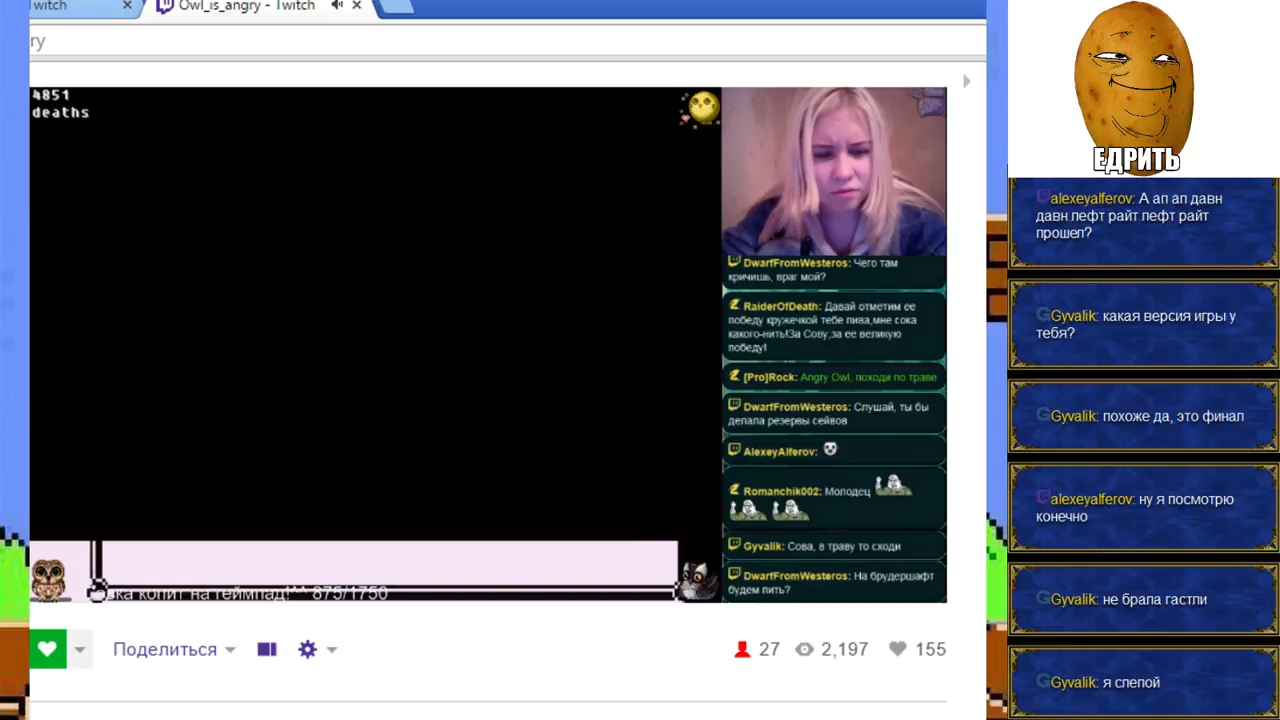 witch
Owl_is_angry - Twitch
ry
4851
deaths
DwarfFromWesteros: Чего там
кричишь, враг мой?
RaiderOfDeath: Давай отметим ее
победу кружечкой тебе пива,мне сока
какого-нить!За Сову,за ее великую
победу!
[Pro]Rock: Angry Owl, походи по траве
DwarfFromWesteros: Слушай, ты бы
делала резервы сейвов
AlexeyAlferov:
Romanchik002: Молодец
Gyvalik: Сова, в траву то сходи
DwarfFromWesteros: На брудершафт
будем пить?
вка копит на геймпад!^^ 875/1750
Поделиться
27
2,197
155
ЕДРИТЬ
alexeyalferov: А ап ап давн
давн лефт райт лефт райт
прошел?
Gyvalik: какая версия игры у
тебя?
Gyvalik: похоже да, это финал
alexeyalferov: ну я посмотрю
конечно
Gyvalik: не брала гастли
Gyvalik: я слепой